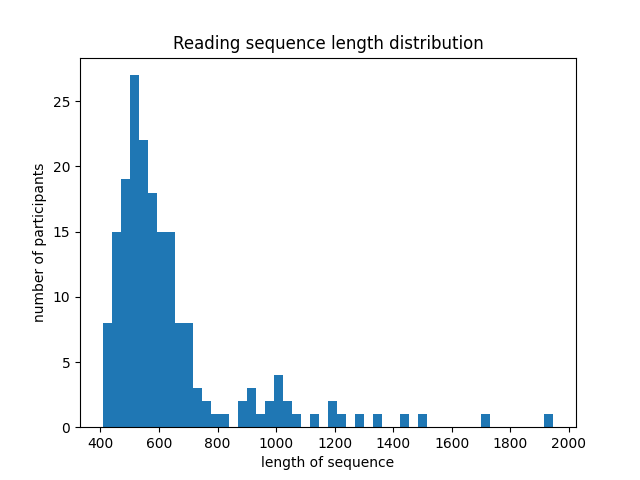 Reading sequence length distribution
number of participants
25
20
15
10
5
0
400 600 800 1000 1200 1400 1600 1800 2000
length of sequence